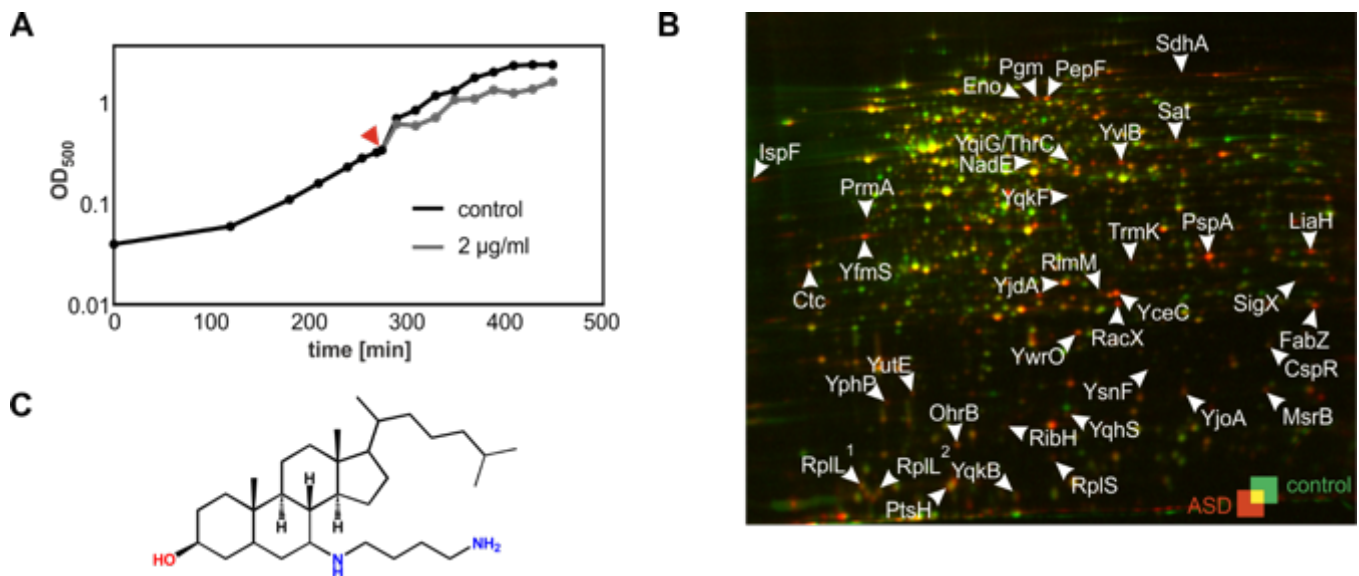 A
OD500
1
0.1
0.01
control
2 µg/ml
0
100
200
300
400
500
time [min]
B
SdhA
Pgm
PepF
Eno
Sat
YqiG/ThrC
YvlB
NadE
IspF
YqkF
PrmA
TrmK
PspA
LiaH
YfmS
RlmM
Ctc
YjdA
SigX
YceC
RacX
FabZ
YwrO
CspR
YutE
YphP
YsnF
OhrB
YjoA
MsrB
RibH
YqhS
RplL1
RplL2
YqkB
RplS
PtsH
control
ASD
C
H
H
H
HO
N
H
NH2